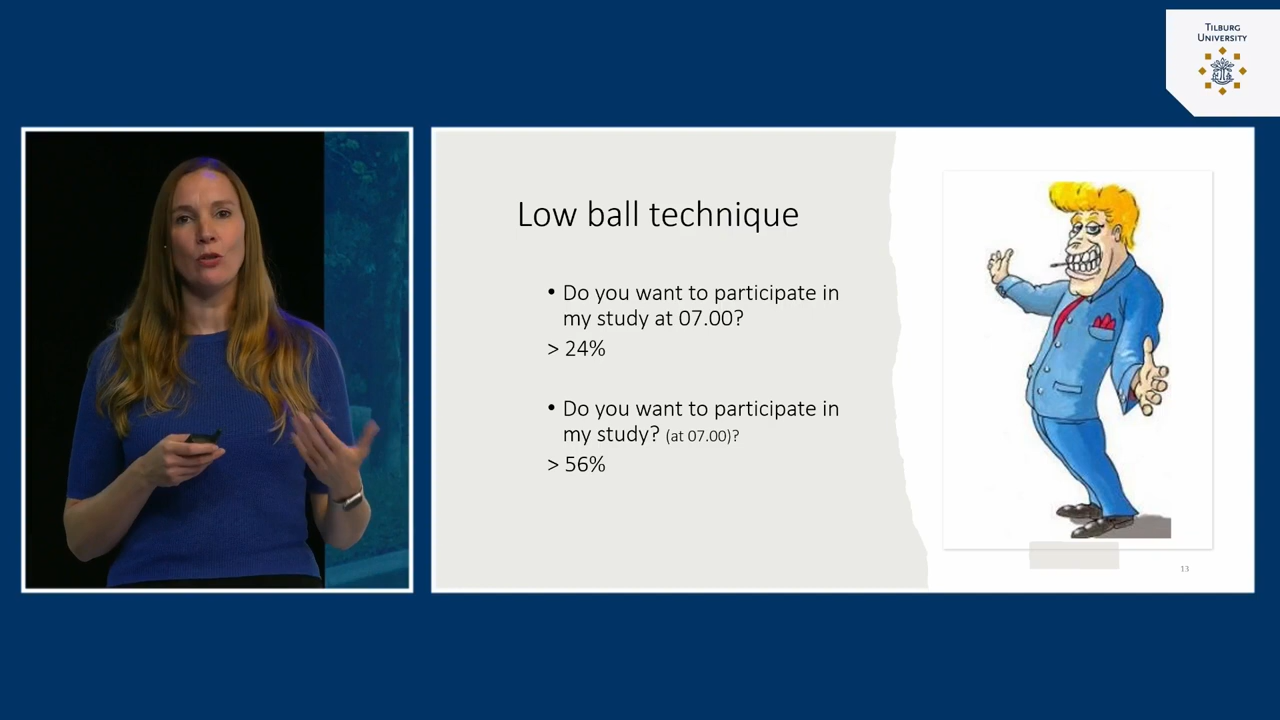 TILBURG
UNIVERSITY
Low ball technique
• Do you want to participate in
my study at 07.00?
> 24%
• Do you want to participate in
my study? (at 07.00)?
> 56%
13